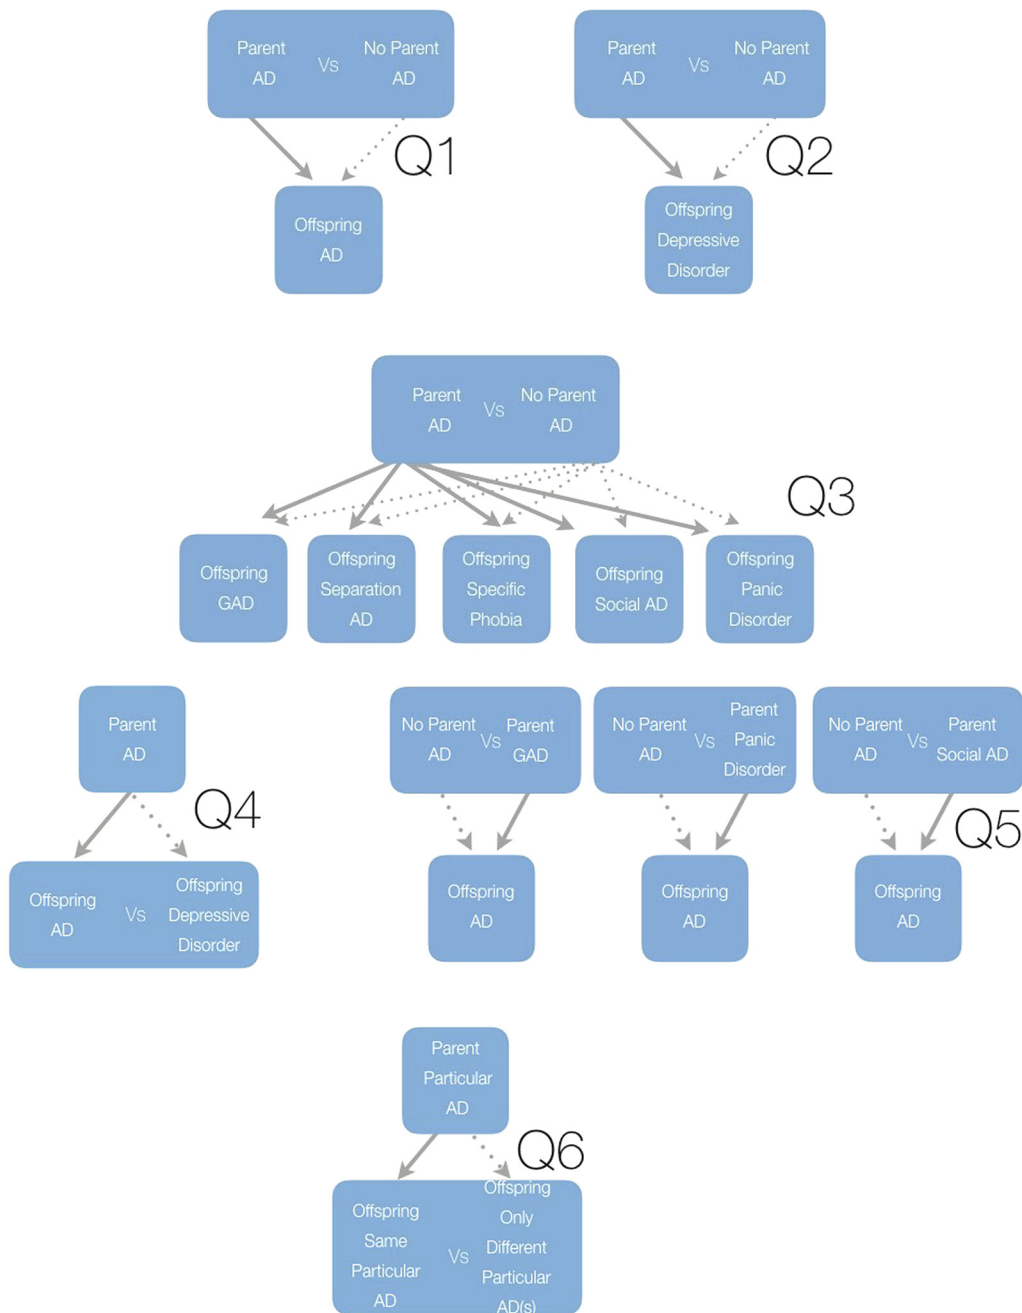 Parent
AD
Vs
No Parent
AD
Q1
Offspring
AD
Parent
AD
Vs
No Parent
AD
Q2
Offspring
Depressive
Disorder
Parent
AD
Vs
No Parent
AD
Q3
Offspring
GAD
Offspring
Separation
AD
Offspring
Specific
Phobia
Offspring
Social AD
Offspring
Panic
Disorder
Parent
AD
Q4
Offspring
AD
Vs
Offspring
Depressive
Disorder
No Parent
AD
Vs
Parent
GAD
Offspring
AD
No Parent
AD
Vs
Parent
Panic
Disorder
Offspring
AD
No Parent
AD
Vs
Parent
Social AD
Q5
Offspring
AD
Parent
Particular
AD
Q6
Offspring
Same
Particular
AD
Vs
Offspring
Only
Different
Particular
AD(s)